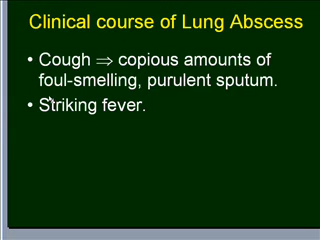 Clinical course of Lung Abscess
• Cough ⇒ copious amounts of
foul-smelling, purulent sputum.
• Striking fever.